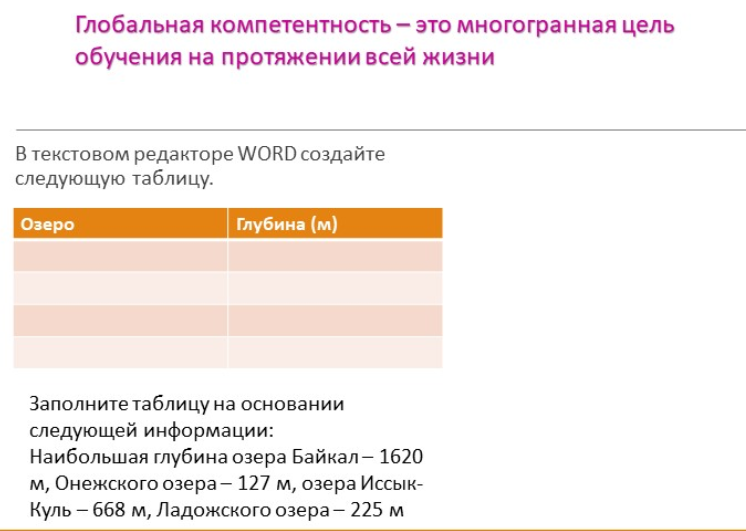 Глобальная компетентность – это многогранная цель
обучения на протяжении всей жизни
В текстовом редакторе WORD создайте
следующую таблицу.
Озеро Глубина (м)
Заполните таблицу на основании
следующей информации:
Наибольшая глубина озера Байкал – 1620
м, Онежского озера – 127 м, озера Иссык-
Куль – 668 м, Ладожского озера – 225 м